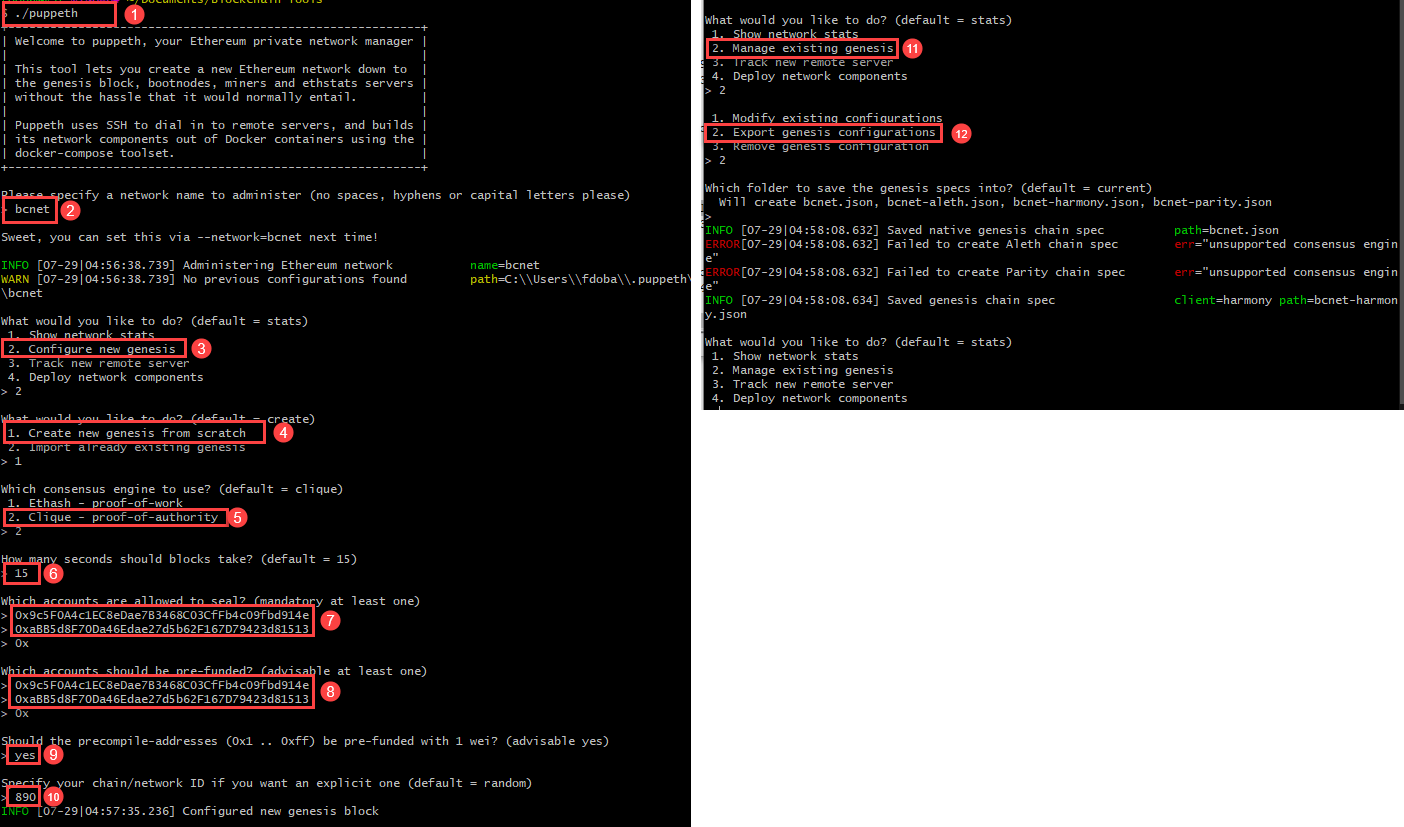 ~/Documents/Blockchain Tools
$ ./puppeth
1
+-----------------------------------------------------------+
| Welcome to puppeth, your Ethereum private network manager |
|                                                           |
| This tool lets you create a new Ethereum network down to  |
| the genesis block, bootnodes, miners and ethstats servers |
| without the hassle that it would normally entail.         |
|                                                           |
| Puppeth uses SSH to dial in to remote servers, and builds |
| its network components out of Docker containers using the |
| docker-compose toolset.                                   |
+-----------------------------------------------------------+
Please specify a network name to administer (no spaces, hyphens or capital letters please)
> bcnet
2
Sweet, you can set this via --network=bcnet next time!
INFO [07-29|04:56:38.739] Administering Ethereum network name=bcnet
WARN [07-29|04:56:38.739] No previous configurations found path=C:\\Users\\fdoba\\.puppeth\
\bcnet
What would you like to do? (default = stats)
1. Show network stats
2. Configure new genesis
3
3. Track new remote server
4. Deploy network components
> 2
What would you like to do? (default = create)
1. Create new genesis from scratch
4
2. Import already existing genesis
> 1
Which consensus engine to use? (default = clique)
1. Ethash - proof-of-work
2. Clique - proof-of-authority
5
> 2
How many seconds should blocks take? (default = 15)
> 15
6
Which accounts are allowed to seal? (mandatory at least one)
> 0x9c5F0A4c1EC8eDae7B3468C03CfFb4c09fbd914e
7
> 0xaBB5d8F70Da46Edae27d5b62F167D79423d81513
> 0x
Which accounts should be pre-funded? (advisable at least one)
> 0x9c5F0A4c1EC8eDae7B3468C03CfFb4c09fbd914e
8
> 0xaBB5d8F70Da46Edae27d5b62F167D79423d81513
> 0x
Should the precompile-addresses (0x1 .. 0xff) be pre-funded with 1 wei? (advisable yes)
> yes
9
Specify your chain/network ID if you want an explicit one (default = random)
> 890
10
INFO [07-29|04:57:35.236] Configured new genesis block
What would you like to do? (default = stats)
1. Show network stats
2. Manage existing genesis
11
3. Track new remote server
4. Deploy network components
> 2
1. Modify existing configurations
2. Export genesis configurations
12
3. Remove genesis configuration
> 2
Which folder to save the genesis specs into? (default = current)
Will create bcnet.json, bcnet-aleth.json, bcnet-harmony.json, bcnet-parity.json
>
INFO [07-29|04:58:08.632] Saved native genesis chain spec path=bcnet.json
ERROR[07-29|04:58:08.632] Failed to create Aleth chain spec err="unsupported consensus engin
e"
ERROR[07-29|04:58:08.632] Failed to create Parity chain spec err="unsupported consensus engin
e"
INFO [07-29|04:58:08.634] Saved genesis chain spec client=harmony path=bcnet-harmon
y.json
What would you like to do? (default = stats)
1. Show network stats
2. Manage existing genesis
3. Track new remote server
4. Deploy network components